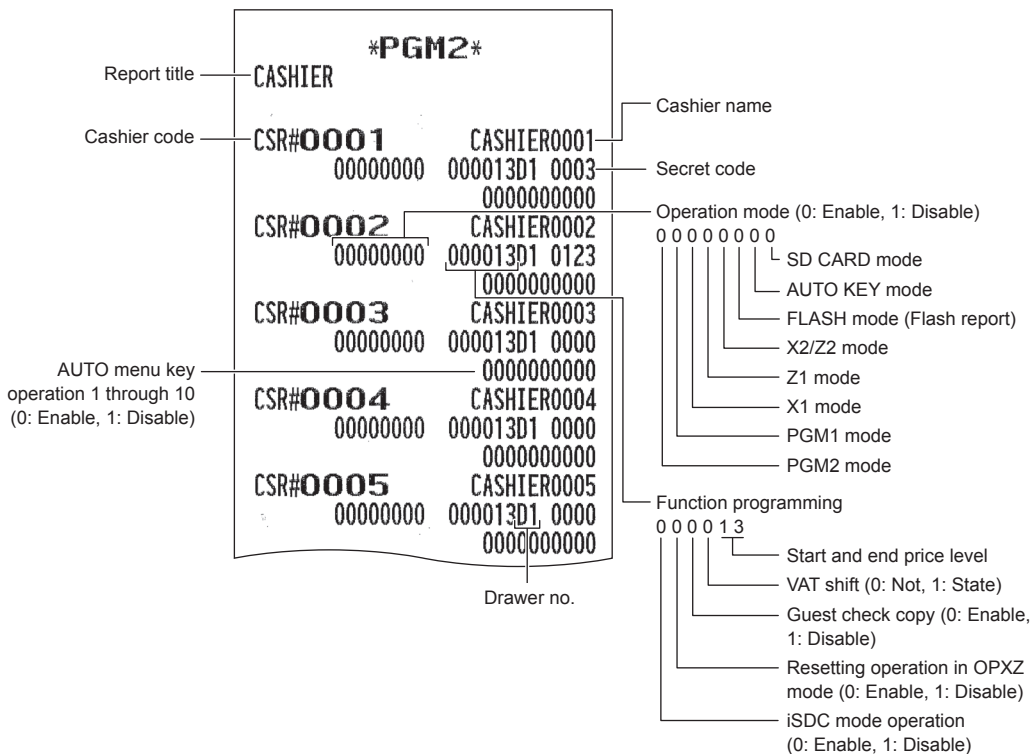 *PGM2*
Report title
CASHIER
Cashier name
Cashier code
CSR#0001 CASHIER0001
00000000 000013D1 0003
Secret code
0000000000
Operation mode (0: Enable, 1: Disable)
CSR#0002 CASHIER0002
0 0 0 0 0 0 0 0
00000000 000013D1 0123
SD CARD mode
0000000000
AUTO KEY mode
CSR#0003 CASHIER0003
FLASH mode (Flash report)
00000000 000013D1 0000
X2/Z2 mode
AUTO menu key
operation 1 through 10
(0: Enable, 1: Disable)
0000000000
Z1 mode
CSR#0004 CASHIER0004
X1 mode
00000000 000013D1 0000
PGM1 mode
0000000000
PGM2 mode
CSR#0005 CASHIER0005
Function programming
00000000 000013D1 0000
0 0 0 0 1 3
0000000000
Start and end price level
Drawer no.
VAT shift (0: Not, 1: State)
Guest check copy (0: Enable,
1: Disable)
Resetting operation in OPXZ
mode (0: Enable, 1: Disable)
iSDC mode operation
(0: Enable, 1: Disable)